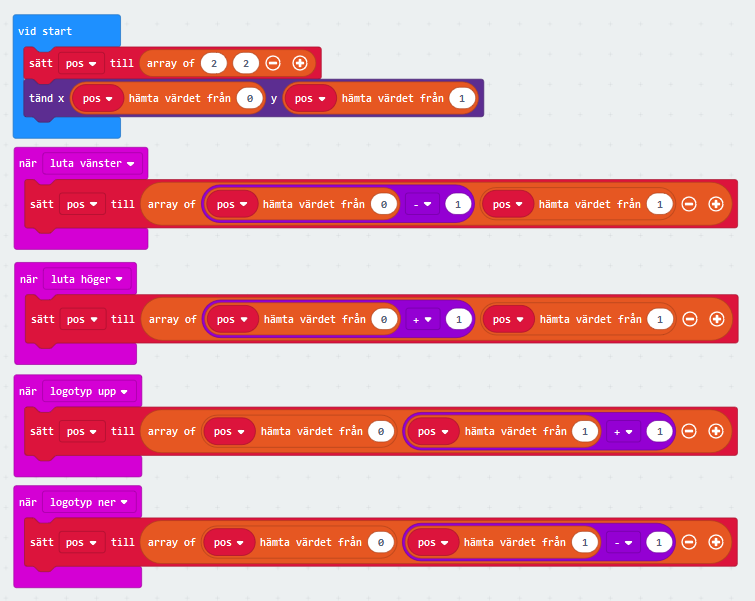 vid start
sätt pos till array of 2 2
tänd x pos hämta värdet från 0 y pos hämta värdet från 1
när luta vänster
sätt pos till array of pos hämta värdet från 0 - 1 pos hämta värdet från 1
när luta höger
sätt pos till array of pos hämta värdet från 0 + 1 pos hämta värdet från 1
när logotyp upp
sätt pos till array of pos hämta värdet från 0 pos hämta värdet från 1 + 1
när logotyp ner
sätt pos till array of pos hämta värdet från 0 pos hämta värdet från 1 - 1